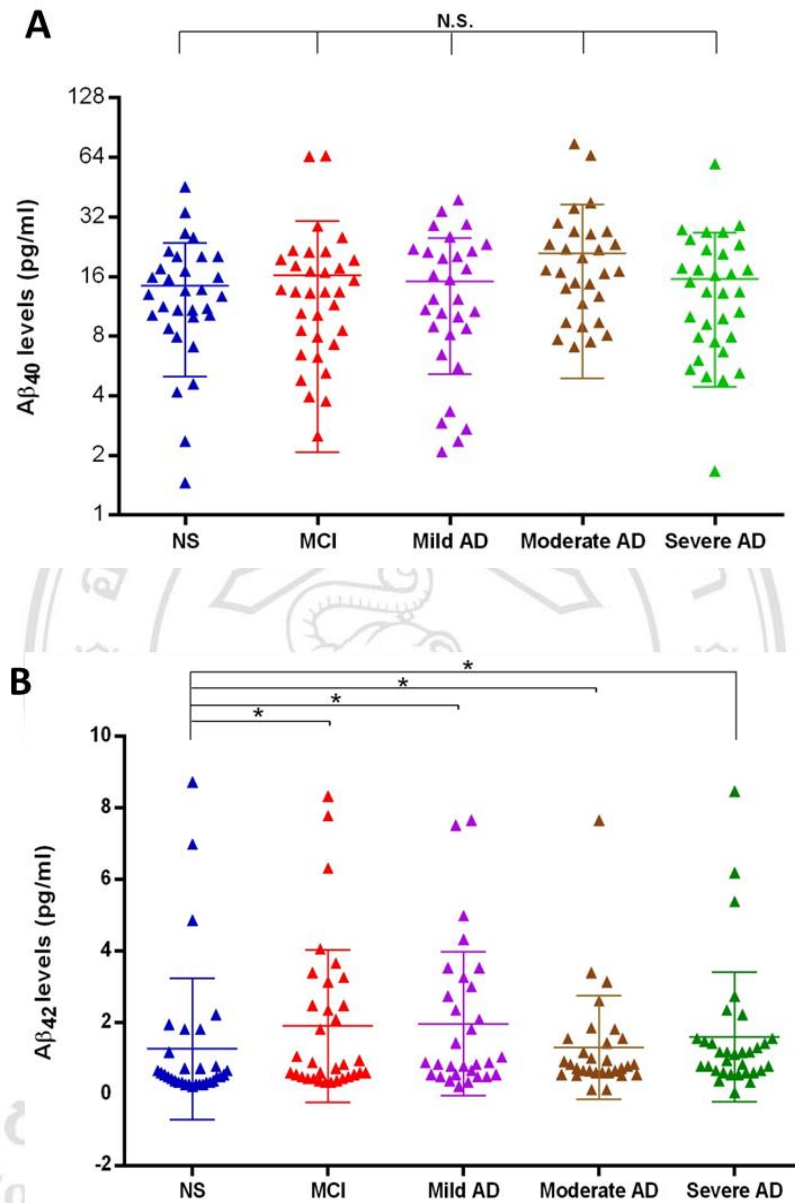 A
N.S.
128
64
32
16
8
4
2
1
Aβ40 levels (pg/ml)
NS MCI Mild AD Moderate AD Severe AD
B
*
*
*
*
10
8
6
4
2
0
-2
Aβ42 levels (pg/ml)
NS MCI Mild AD Moderate AD Severe AD